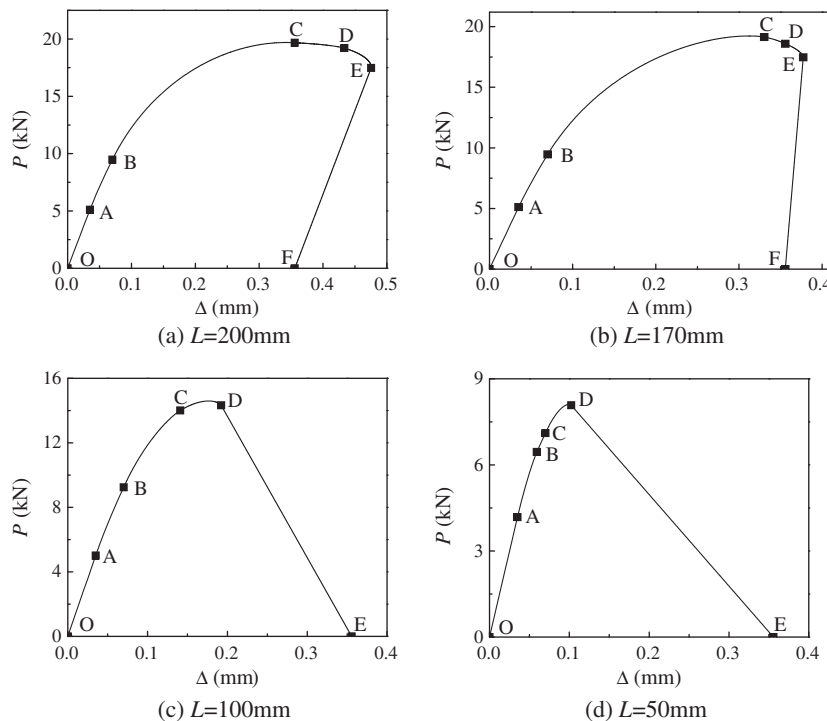 20
15
10
5
0
P (kN)
O
A
B
C
D
E
F
0.0 0.1 0.2 0.3 0.4 0.5
Δ (mm)
(a) L=200mm
20
15
10
5
0
P (kN)
O
A
B
C
D
E
F
0.0 0.1 0.2 0.3 0.4
Δ (mm)
(b) L=170mm
16
12
8
4
0
P (kN)
O
A
B
C
D
E
0.0 0.1 0.2 0.3 0.4
Δ (mm)
(c) L=100mm
9
6
3
0
P (kN)
O
A
B
C
D
E
0.0 0.1 0.2 0.3 0.4
Δ (mm)
(d) L=50mm